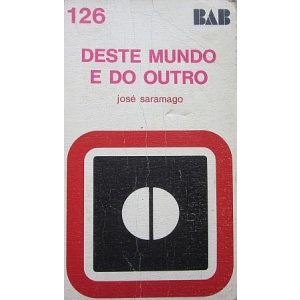 126
BAB
DESTE MUNDO
E DO OUTRO
josé saramago